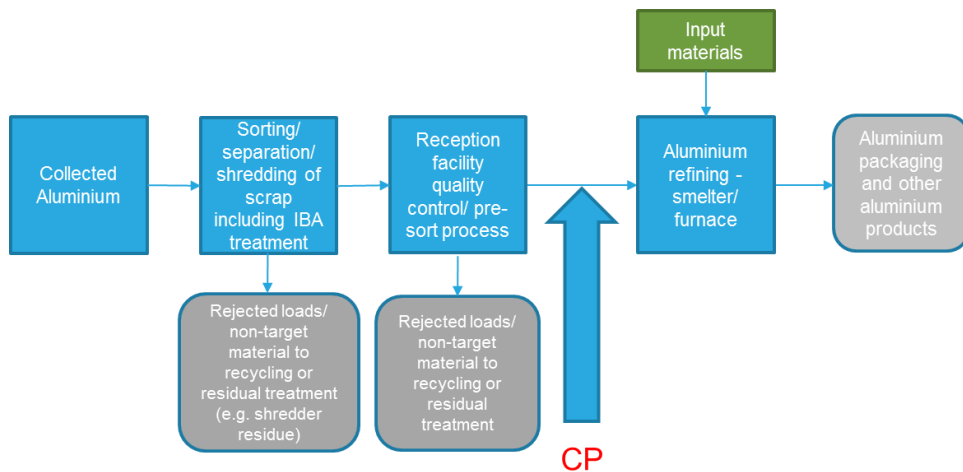 Input
materials
Collected
Aluminium
Sorting/
separation/
shredding of
scrap
including IBA
treatment
Reception
facility
quality
control/ pre-
sort process
Aluminium
refining -
smelter/
furnace
Aluminium
packaging
and other
aluminium
products
Rejected loads/
non-target
material to
recycling or
residual treatment
(e.g. shredder
residue)
Rejected loads/
non-target
material to
recycling or
residual
treatment
CP